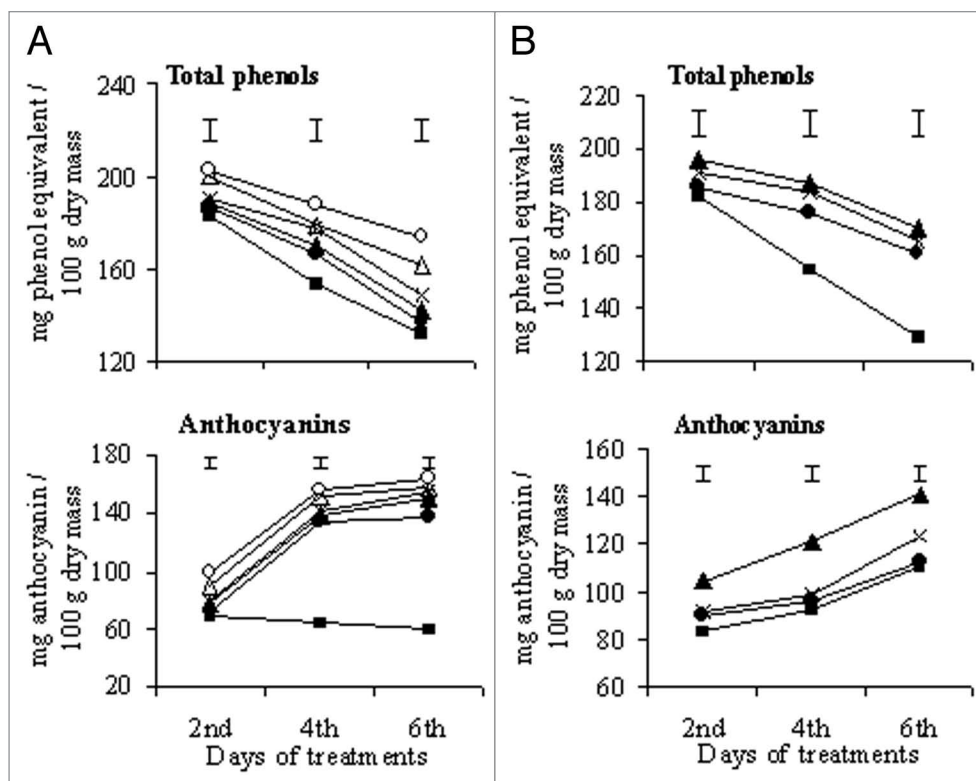 A
Total phenols
mg phenol equivalent /
100 g dry mass
240
200
160
120
Anthocyanins
mg anthocyanin /
100 g dry mass
180
140
100
60
20
2nd 4th 6th
Days of treatments
B
Total phenols
mg phenol equivalent /
100 g dry mass
220
200
180
160
140
120
Anthocyanins
mg anthocyanin /
100 g dry mass
160
140
120
100
80
60
2nd 4th 6th
Days of treatments